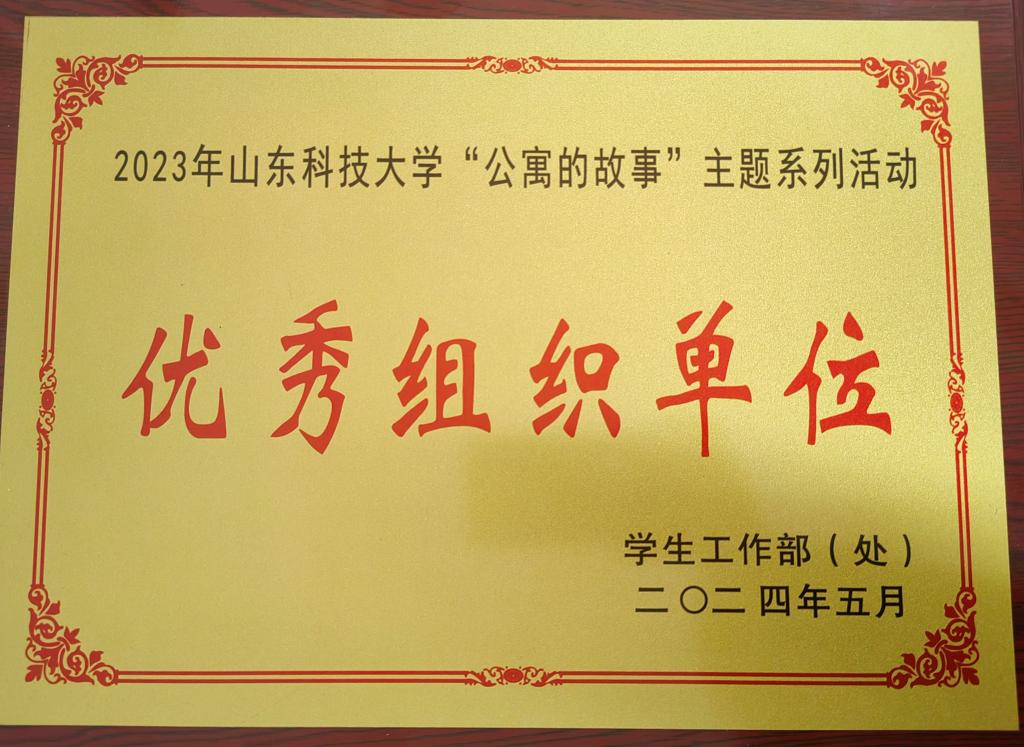 2023年山东科技大学“公寓的故事”主题系列活动
优秀组织单位
学生工作部(处)
二〇二四年五月